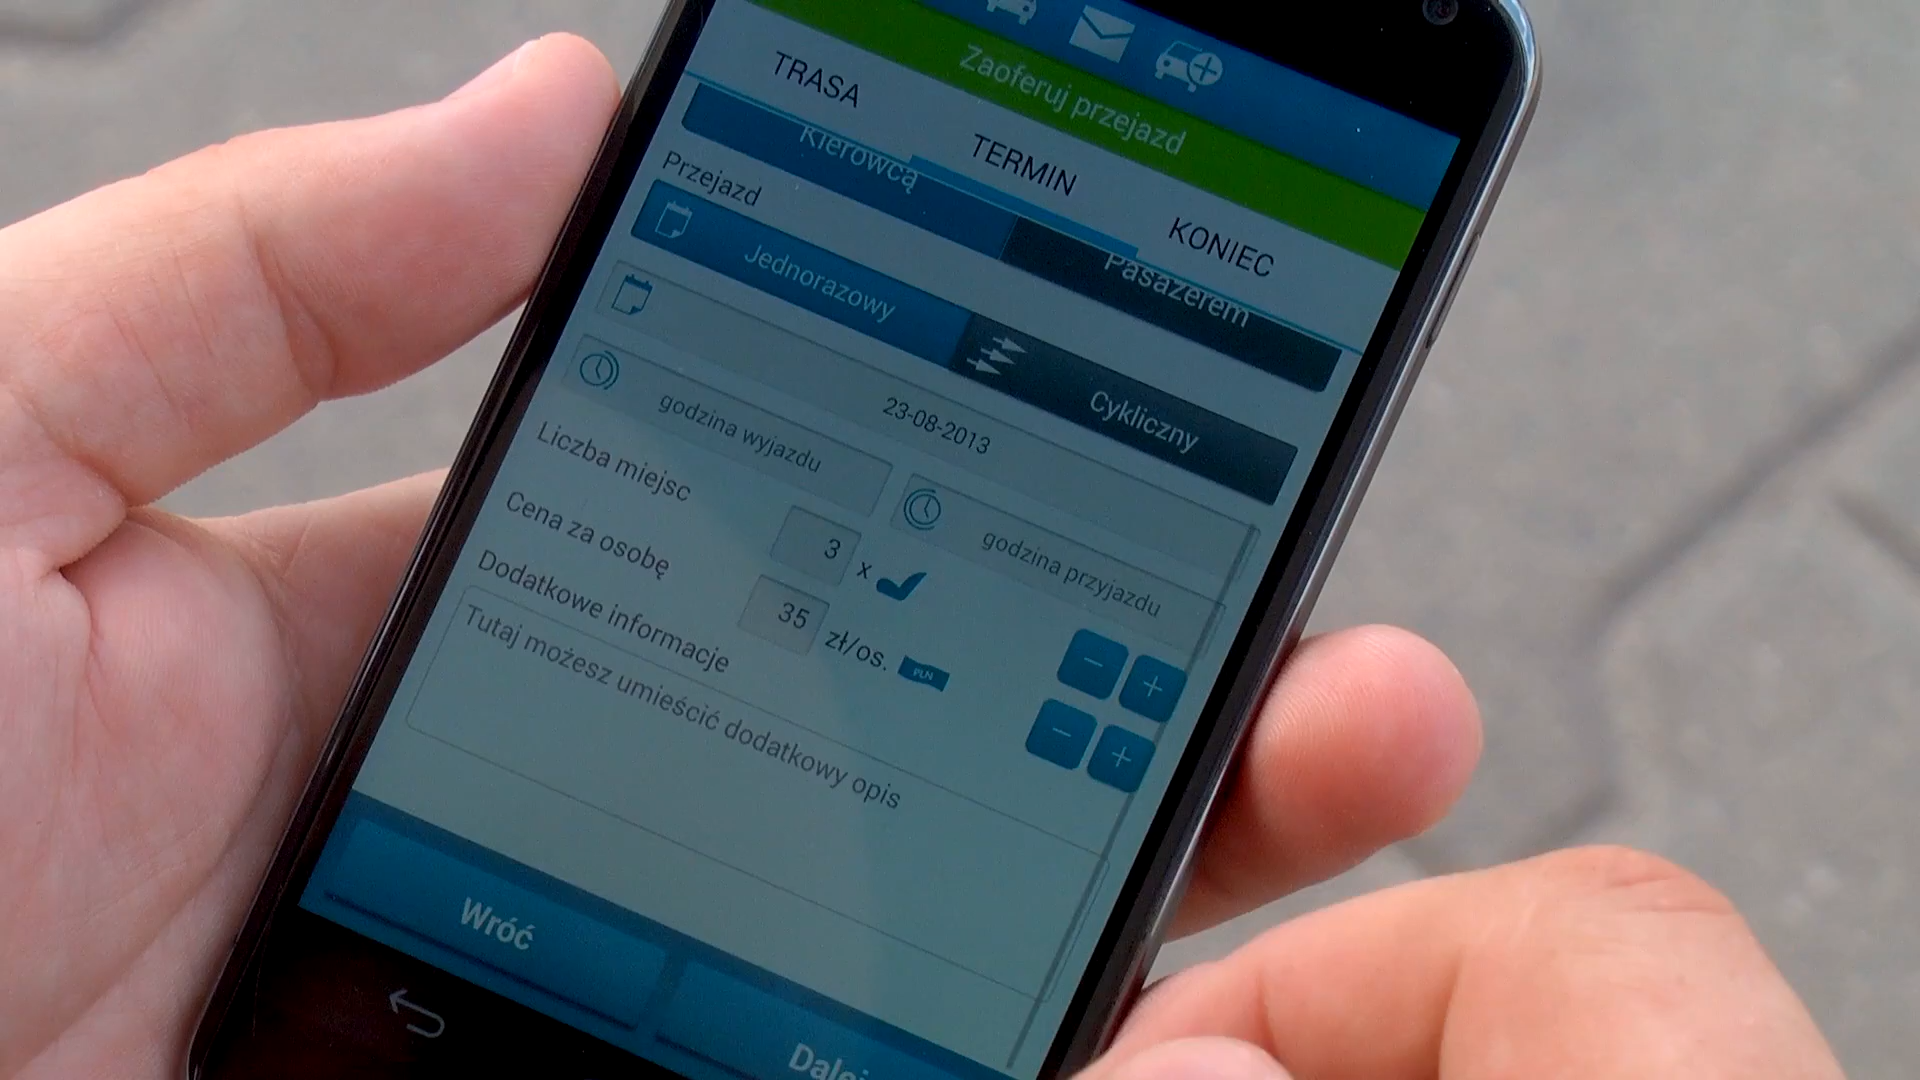 Zaoferuj przejazd
TRASA
TERMIN
KONIEC
Kierowcą
Pasażerem
Przejazd
Jednorazowy
Cykliczny
23-08-2013
godzina wyjazdu
godzina przyjazdu
Liczba miejsc
3 x
Cena za osobę
35 zł/os. PLN
Dodatkowe informacje
Tutaj możesz umieścić dodatkowy opis
Wróć
Dalej